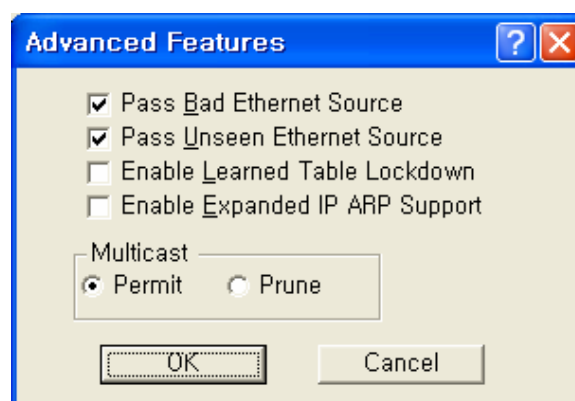 Advanced Features
Pass Bad Ethernet Source
Pass Unseen Ethernet Source
Enable Learned Table Lockdown
Enable Expanded IP ARP Support
Multicast
Permit Prune
OK Cancel